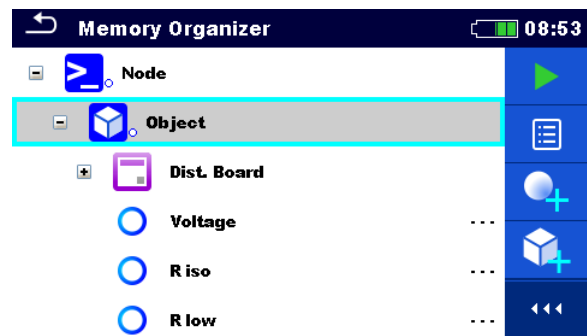 Memory Organizer 08:53
Node
Object
Dist. Board
Voltage ---
R iso ---
R low ---